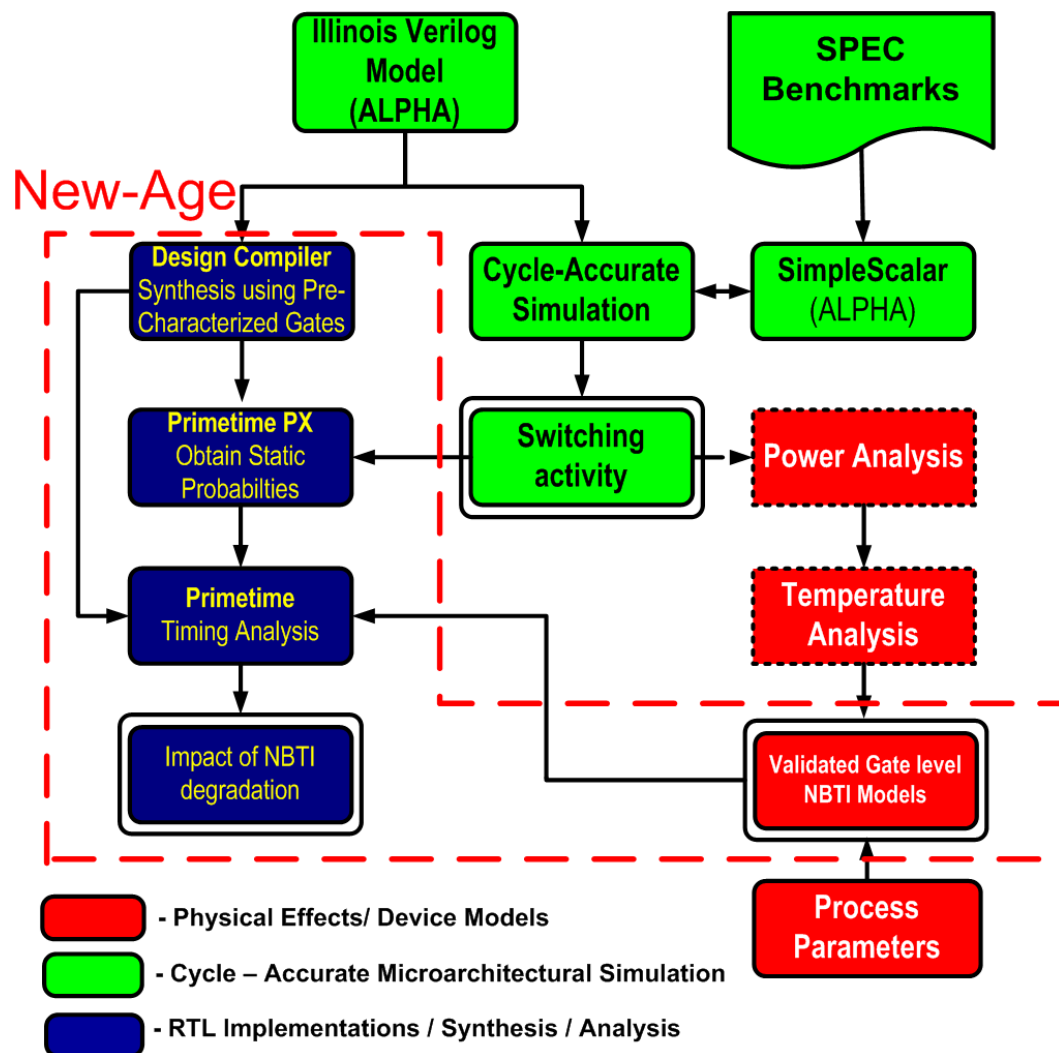 Illinois Verilog
Model
(ALPHA)
SPEC
Benchmarks
New-Age
Design Compiler
Synthesis using Pre-
Characterized Gates
Cycle-Accurate
Simulation
SimpleScalar
(ALPHA)
Primetime PX
Obtain Static
Probabilties
Switching
activity
Power Analysis
Primetime
Timing Analysis
Temperature
Analysis
Impact of NBTI
degradation
Validated Gate level
NBTI Models
Process
Parameters
- Physical Effects/ Device Models
- Cycle – Accurate Microarchitectural Simulation
- RTL Implementations / Synthesis / Analysis